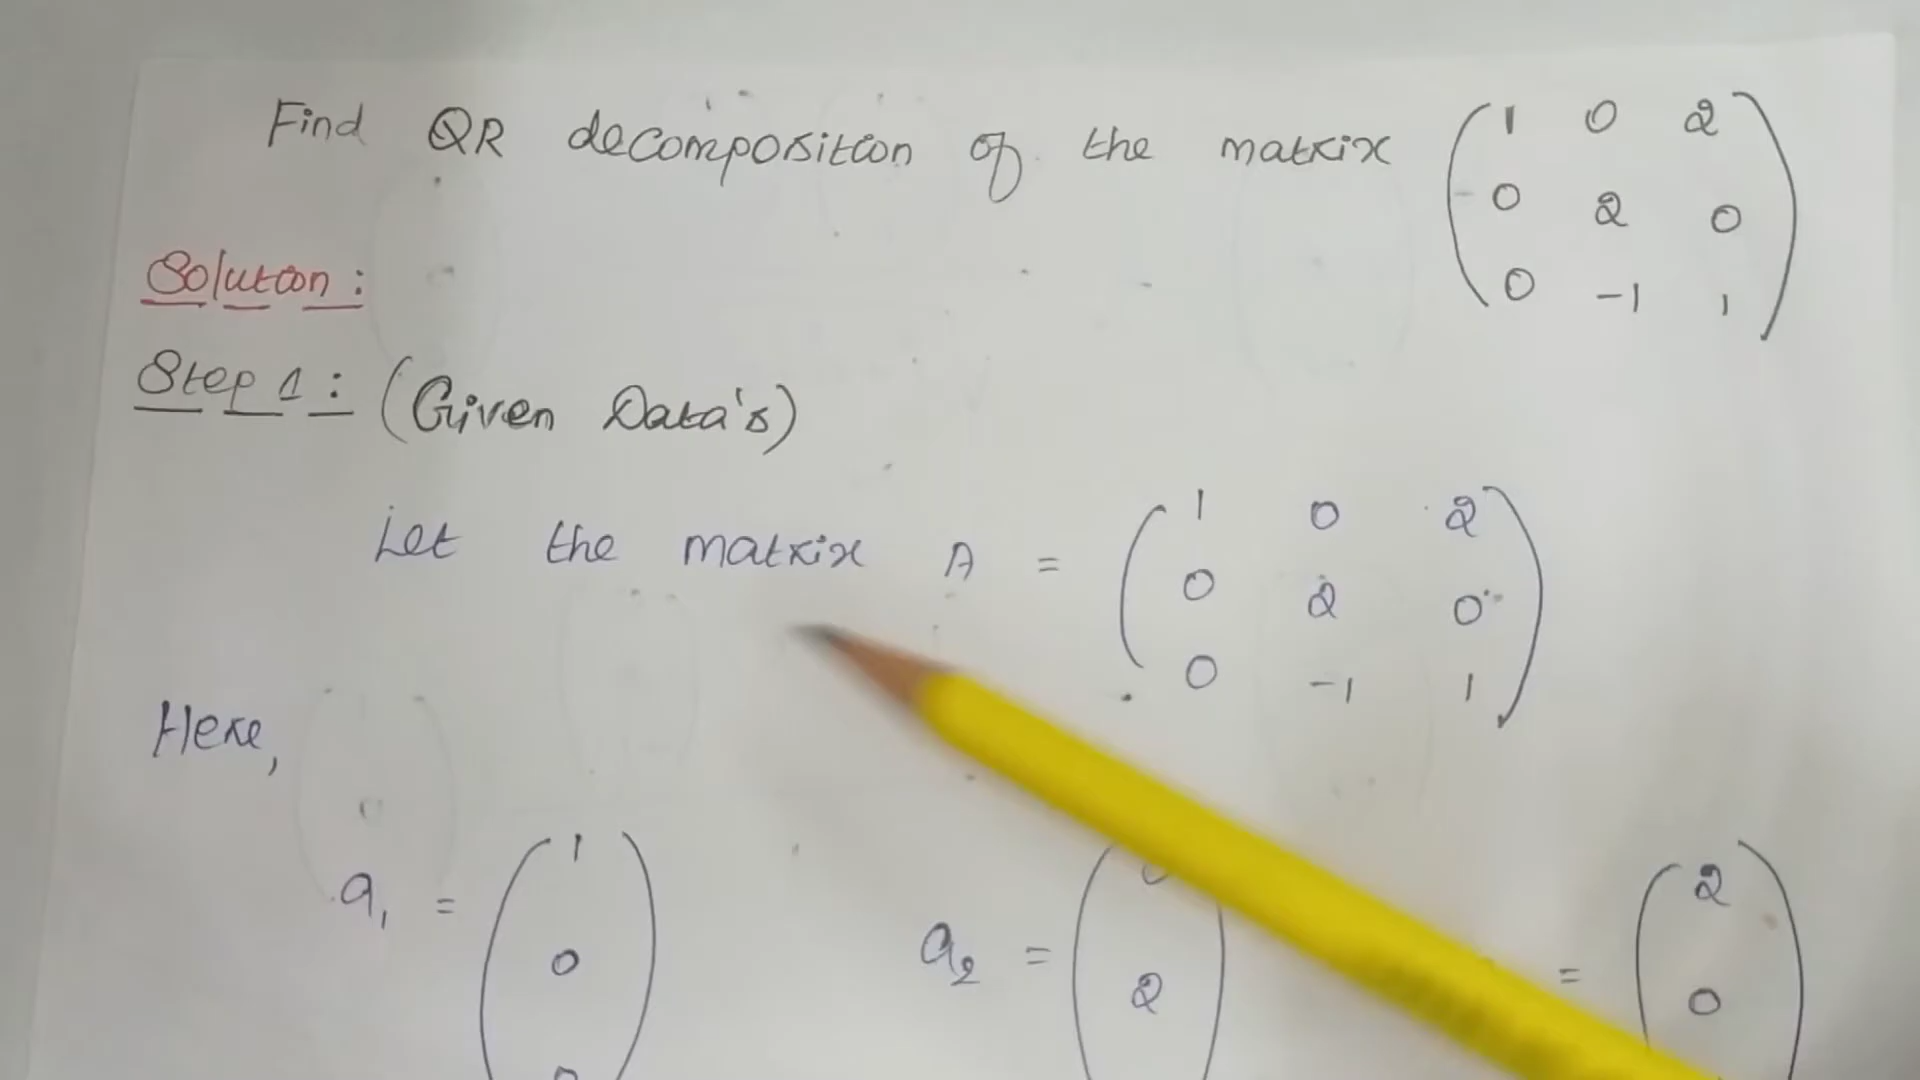 Find QR decomposition of the matrix ( 1 0 2
0 2 0
0 -1 1 )
Solution:
Step 1: (Given Data's)
Let the matrix A = ( 1 0 2
0 2 0
0 -1 1 )
Here,
a1 = ( 1 a2 = ( = ( 2
0 2 0